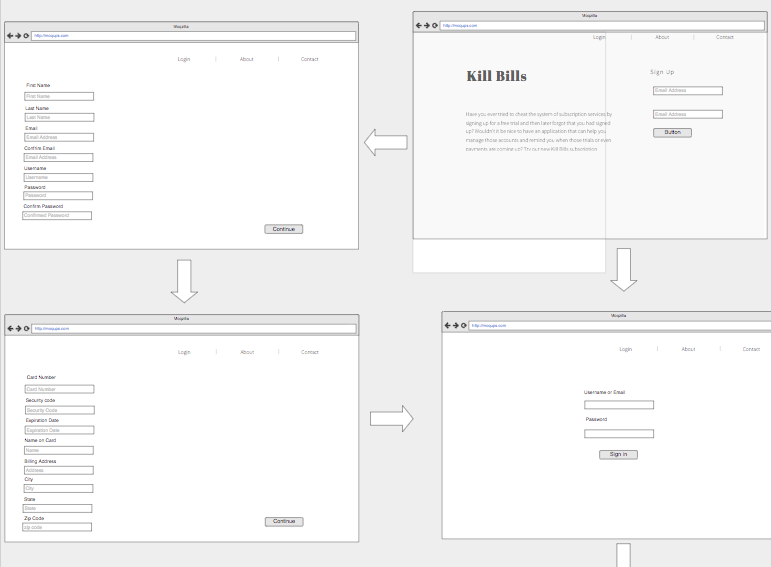 Moqzilla
http://moqups.com
Login | About | Contact
First Name
First Name
Last Name
Last Name
Email
Email Address
Confirm Email
Email Address
Username
Username
Password
Password
Confirm Password
Confirmed Password
Continue
Moqzilla
http://moqups.com
Login | About | Contact
Kill Bills
Sign Up
Email Address
Email Address
Button
Have you ever tried to cheat the system of subscription services by
signing up for a free trial and then later forgot that you had signed
up? Wouldn't it be nice to have an application that can help you
manage those accounts and remind you when those trials or even
payments are coming up? Try our new Kill Bills subscription
Moqzilla
http://moqups.com
Login | About | Contact
Card Number
Card Number
Security code
Security Code
Expiration Date
Expiration Date
Name on Card
Name
Billing Address
Address
City
City
State
State
Zip Code
zip code
Continue
Moqzilla
http://moqups.com
Login | About | Contact
Username or Email
Password
Sign in